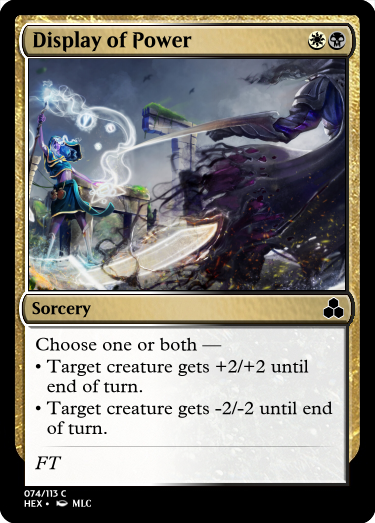 Display of Power
Sorcery
Choose one or both —
• Target creature gets +2/+2 until
end of turn.
• Target creature gets -2/-2 until end
of turn.
FT
074/113 C
HEX • MLC